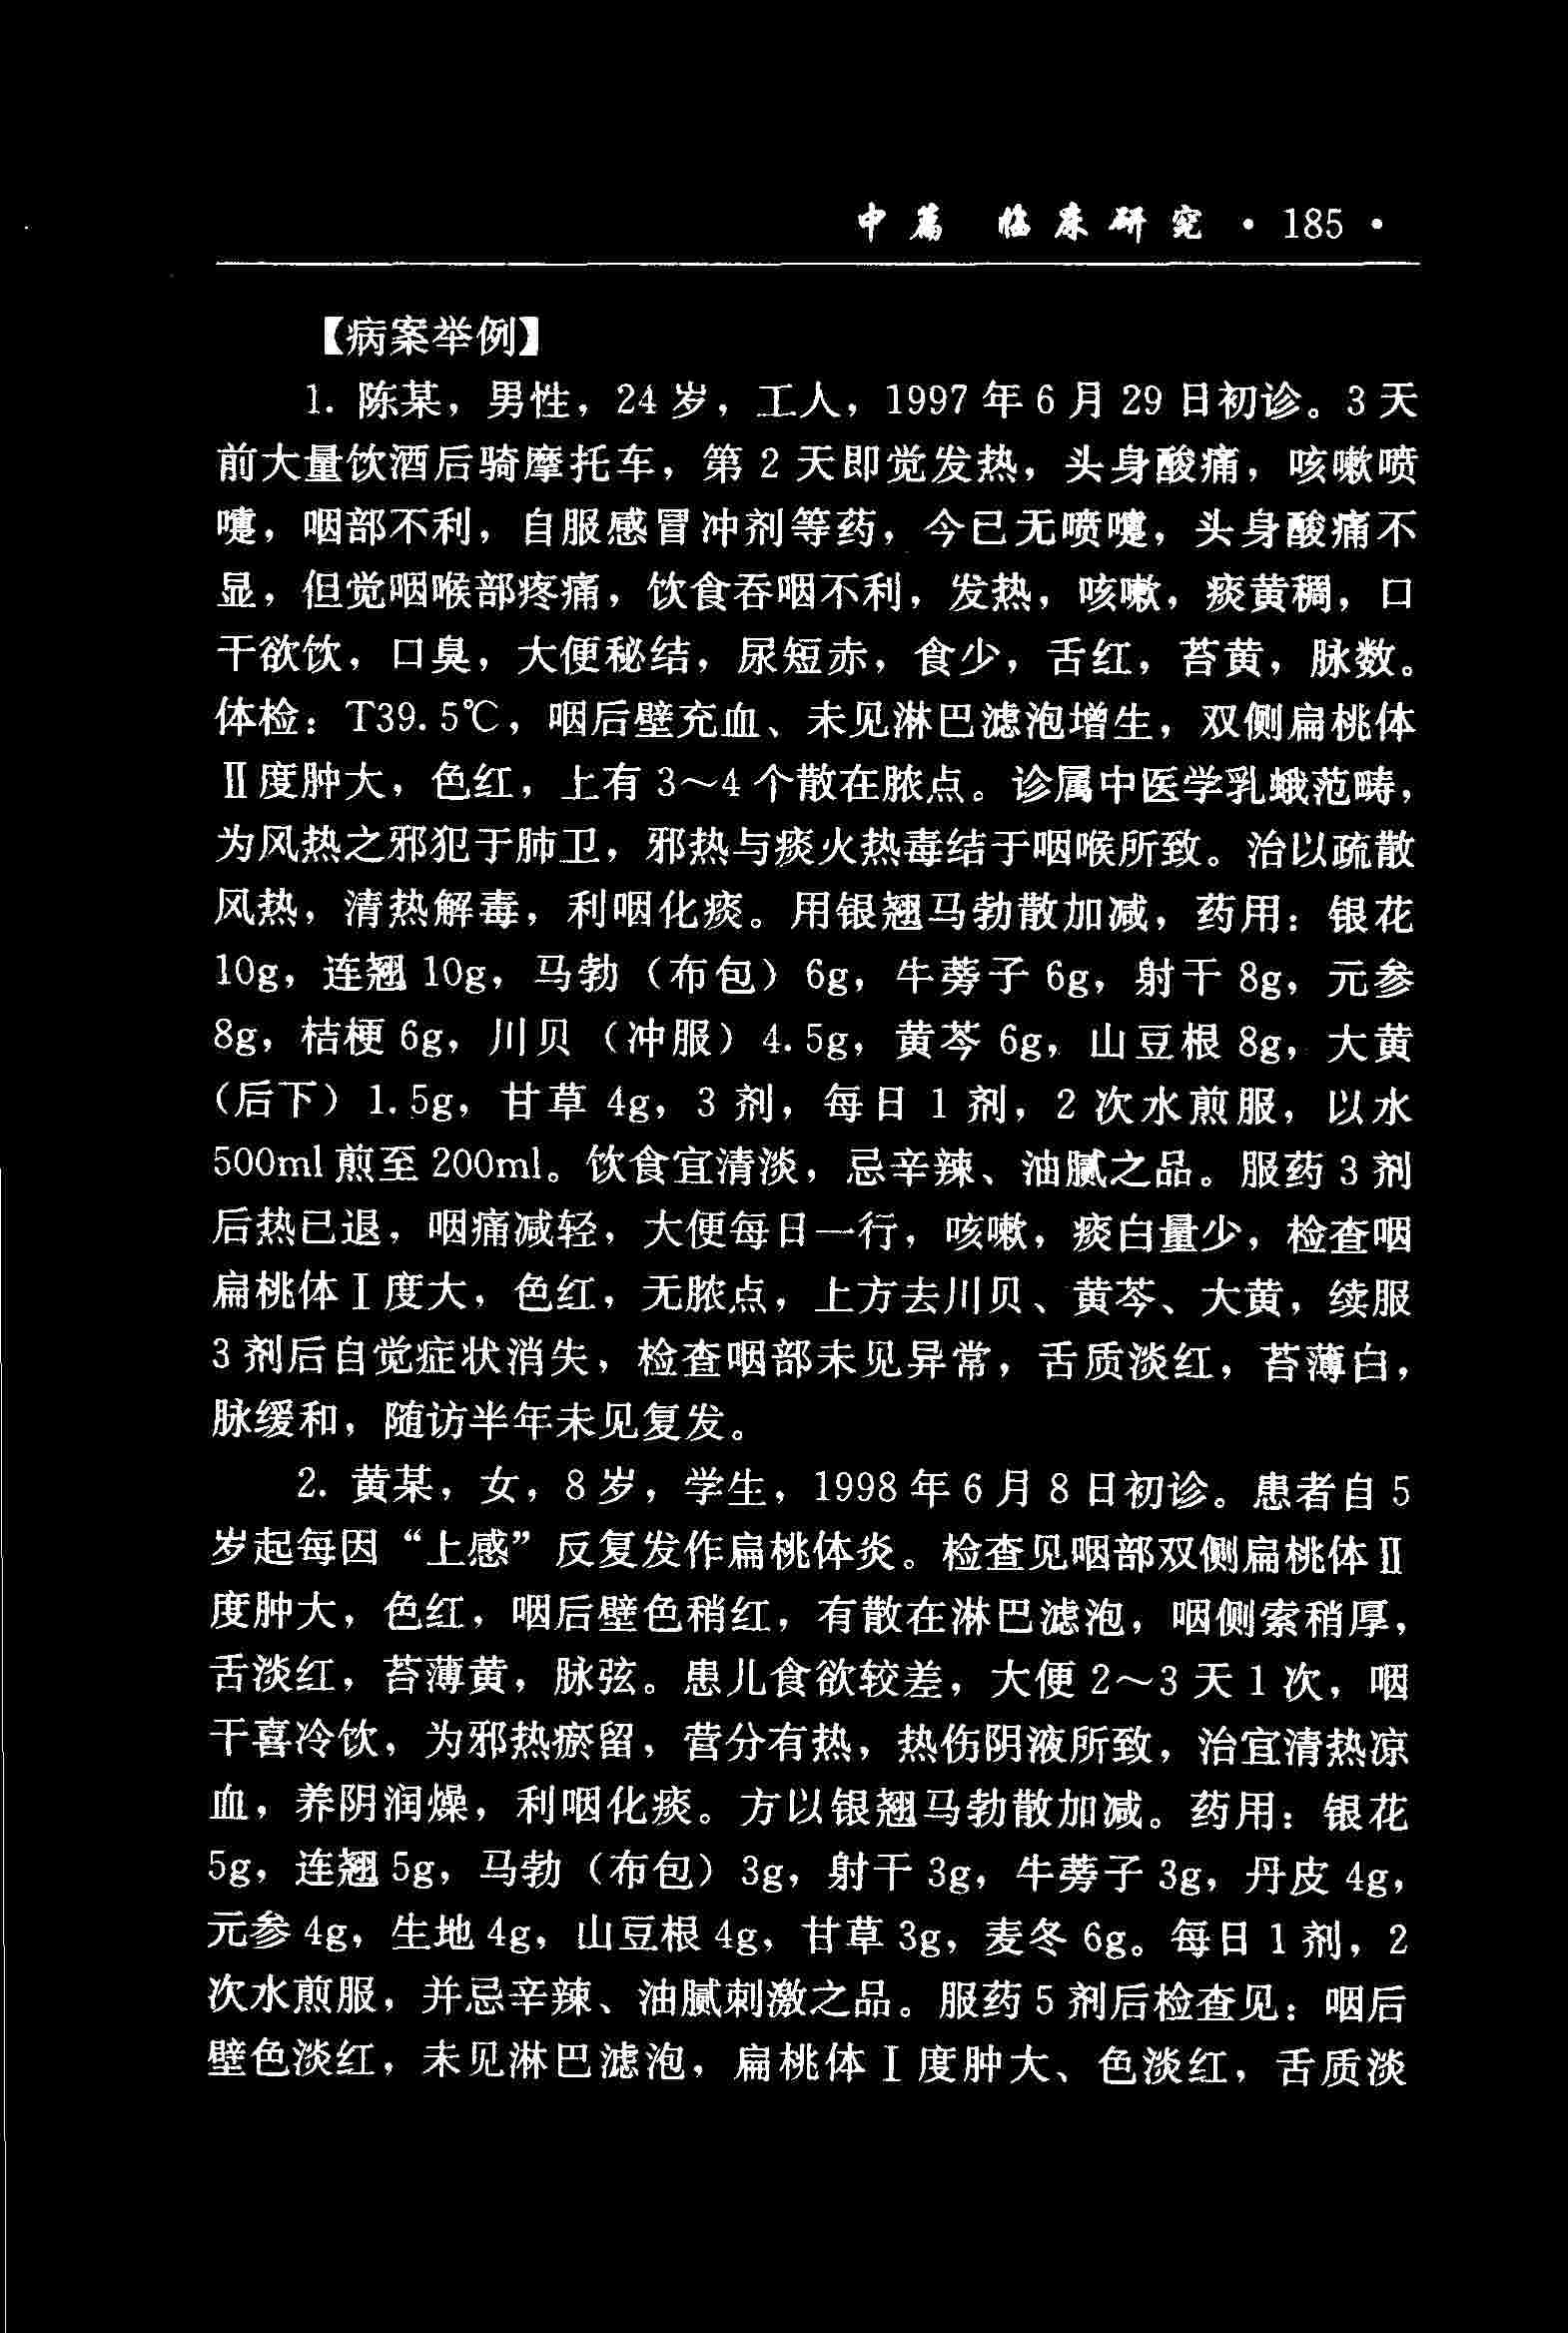 中篇 临床研究 · 185 ·
【病案举例】
1. 陈某，男性，24 岁，工人，1997 年 6 月 29 日初诊。3 天
前大量饮酒后骑摩托车，第 2 天即觉发热，头身酸痛，咳嗽喷
嚏，咽部不利，自服感冒冲剂等药，今已无喷嚏，头身酸痛不
显，但觉咽喉部疼痛，饮食吞咽不利，发热，咳嗽，痰黄稠，口
干欲饮，口臭，大便秘结，尿短赤，食少，舌红，苔黄，脉数。
体检：T39.5℃，咽后壁充血、未见淋巴滤泡增生，双侧扁桃体
Ⅱ度肿大，色红，上有 3～4 个散在脓点。诊属中医学乳蛾范畴，
为风热之邪犯于肺卫，邪热与痰火热毒结于咽喉所致。治以疏散
风热，清热解毒，利咽化痰。用银翘马勃散加减，药用：银花
10g，连翘 10g，马勃（布包）6g，牛蒡子 6g，射干 8g，元参
8g，桔梗 6g，川贝（冲服）4.5g，黄芩 6g，山豆根 8g，大黄
（后下）1.5g，甘草 4g，3 剂，每日 1 剂，2 次水煎服，以水
500ml 煎至 200ml。饮食宜清淡，忌辛辣、油腻之品。服药 3 剂
后热已退，咽痛减轻，大便每日一行，咳嗽，痰白量少，检查咽
扁桃体Ⅰ度大，色红，无脓点，上方去川贝、黄芩、大黄，续服
3 剂后自觉症状消失，检查咽部未见异常，舌质淡红，苔薄白，
脉缓和，随访半年未见复发。
2. 黄某，女，8 岁，学生，1998 年 6 月 8 日初诊。患者自 5
岁起每因“上感”反复发作扁桃体炎。检查见咽部双侧扁桃体Ⅱ
度肿大，色红，咽后壁色稍红，有散在淋巴滤泡，咽侧索稍厚，
舌淡红，苔薄黄，脉弦。患儿食欲较差，大便 2～3 天 1 次，咽
干喜冷饮，为邪热瘀留，营分有热，热伤阴液所致，治宜清热凉
血，养阴润燥，利咽化痰。方以银翘马勃散加减。药用：银花
5g，连翘 5g，马勃（布包）3g，射干 3g，牛蒡子 3g，丹皮 4g，
元参 4g，生地 4g，山豆根 4g，甘草 3g，麦冬 6g。每日 1 剂，2
次水煎服，并忌辛辣、油腻刺激之品。服药 5 剂后检查见：咽后
壁色淡红，未见淋巴滤泡，扁桃体Ⅰ度肿大、色淡红，舌质淡